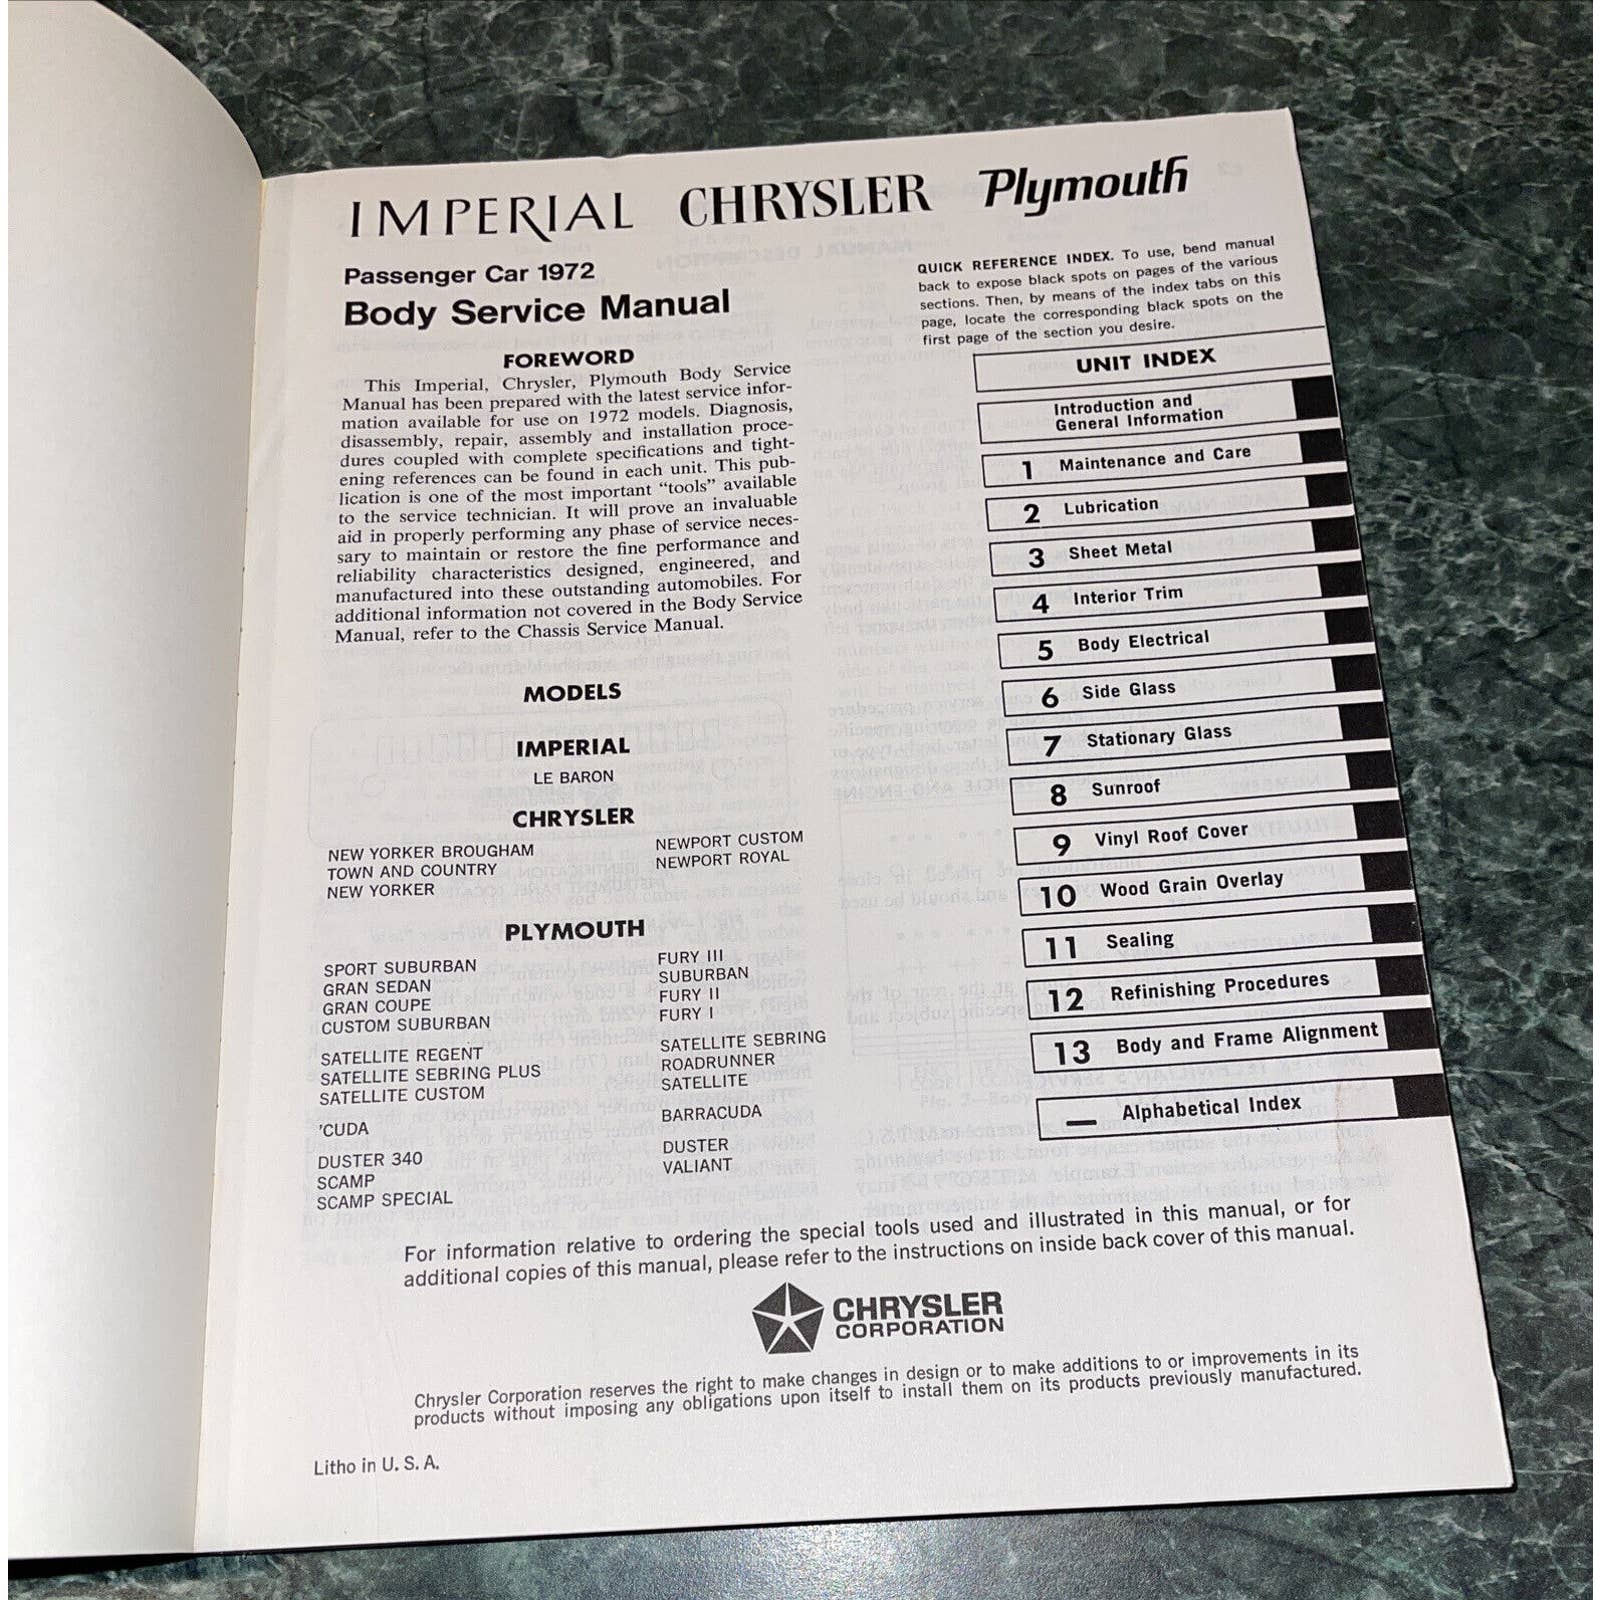 IMPERIAL CHRYSLER Plymouth
Passenger Car 1972
Body Service Manual
FOREWORD
This Imperial, Chrysler, Plymouth Body Service
Manual has been prepared with the latest service infor-
mation available for use on 1972 models. Diagnosis,
disassembly, repair, assembly and installation proce-
dures coupled with complete specifications and tight-
ening references can be found in each unit. This pub-
lication is one of the most important “tools” available
to the service technician. It will prove an invaluable
aid in properly performing any phase of service neces-
sary to maintain or restore the fine performance and
reliability characteristics designed, engineered, and
manufactured into these outstanding automobiles. For
additional information not covered in the Body Service
Manual, refer to the Chassis Service Manual.
MODELS
IMPERIAL
LE BARON
CHRYSLER
NEW YORKER BROUGHAM
TOWN AND COUNTRY
NEW YORKER
NEWPORT CUSTOM
NEWPORT ROYAL
PLYMOUTH
SPORT SUBURBAN
GRAN SEDAN
GRAN COUPE
CUSTOM SUBURBAN
SATELLITE REGENT
SATELLITE SEBRING PLUS
SATELLITE CUSTOM
'CUDA
DUSTER 340
SCAMP
SCAMP SPECIAL
FURY III
SUBURBAN
FURY II
FURY I
SATELLITE SEBRING
ROADRUNNER
SATELLITE
BARRACUDA
DUSTER
VALIANT
QUICK REFERENCE INDEX. To use, bend manual
back to expose black spots on pages of the various
sections. Then, by means of the index tabs on this
page, locate the corresponding black spots on the
first page of the section you desire.
UNIT INDEX
Introduction and
General Information
1 Maintenance and Care
2 Lubrication
3 Sheet Metal
4 Interior Trim
5 Body Electrical
6 Side Glass
7 Stationary Glass
8 Sunroof
9 Vinyl Roof Cover
10 Wood Grain Overlay
11 Sealing
12 Refinishing Procedures
13 Body and Frame Alignment
— Alphabetical Index
For information relative to ordering the special tools used and illustrated in this manual, or for
additional copies of this manual, please refer to the instructions on inside back cover of this manual.
CHRYSLER
CORPORATION
Chrysler Corporation reserves the right to make changes in design or to make additions to or improvements in its
products without imposing any obligations upon itself to install them on its products previously manufactured.
Litho in U. S. A.